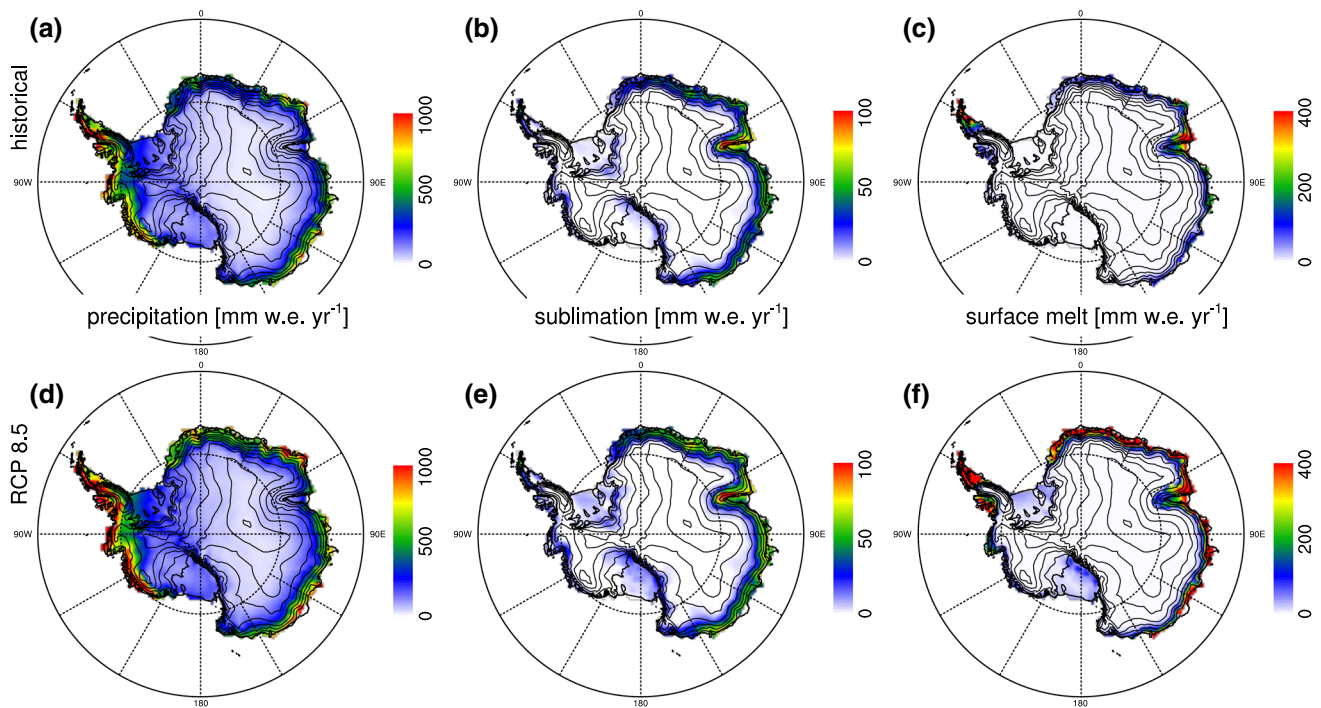 (a)
(b)
(c)
historical
0
0
0
90W
90E
90W
90E
90W
90E
0 500 1000
0 50 100
0 200 400
precipitation [mm w.e. yr-1]
sublimation [mm w.e. yr-1]
surface melt [mm w.e. yr-1]
180
180
180
(d)
(e)
(f)
RCP 8.5
0
0
0
90W
90E
90W
90E
90W
90E
0 500 1000
0 50 100
0 200 400
180
180
180